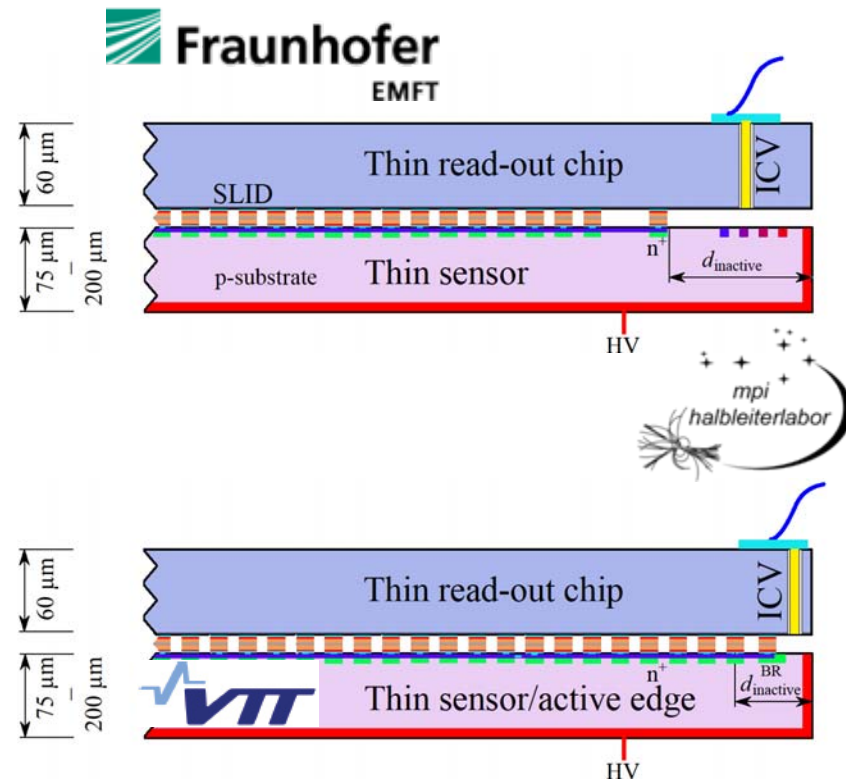 Fraunhofer
EMFT
60 µm
Thin read-out chip
ICV
SLID
75 µm
–
200 µm
n+
d inactive
p-substrate
Thin sensor
HV
mpi
halbleiterlabor
60 µm
Thin read-out chip
ICV
75 µm
–
200 µm
VTT
n+
BR
d inactive
Thin sensor/active edge
HV